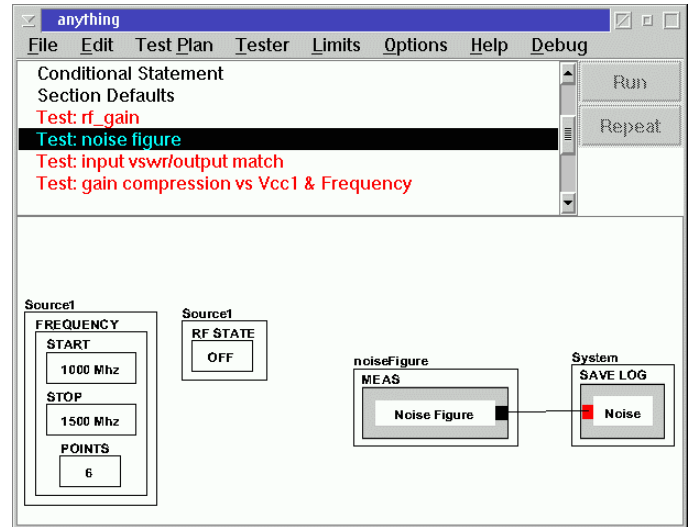 anything
File Edit Test Plan Tester Limits Options Help Debug
Conditional Statement
Section Defaults
Test: rf_gain
Test: noise figure
Test: input vswr/output match
Test: gain compression vs Vcc1 & Frequency
Run
Repeat
Source1
FREQUENCY
START
1000 Mhz
STOP
1500 Mhz
POINTS
6
Source1
RF STATE
OFF
noiseFigure
MEAS
Noise Figure
System
SAVE LOG
Noise